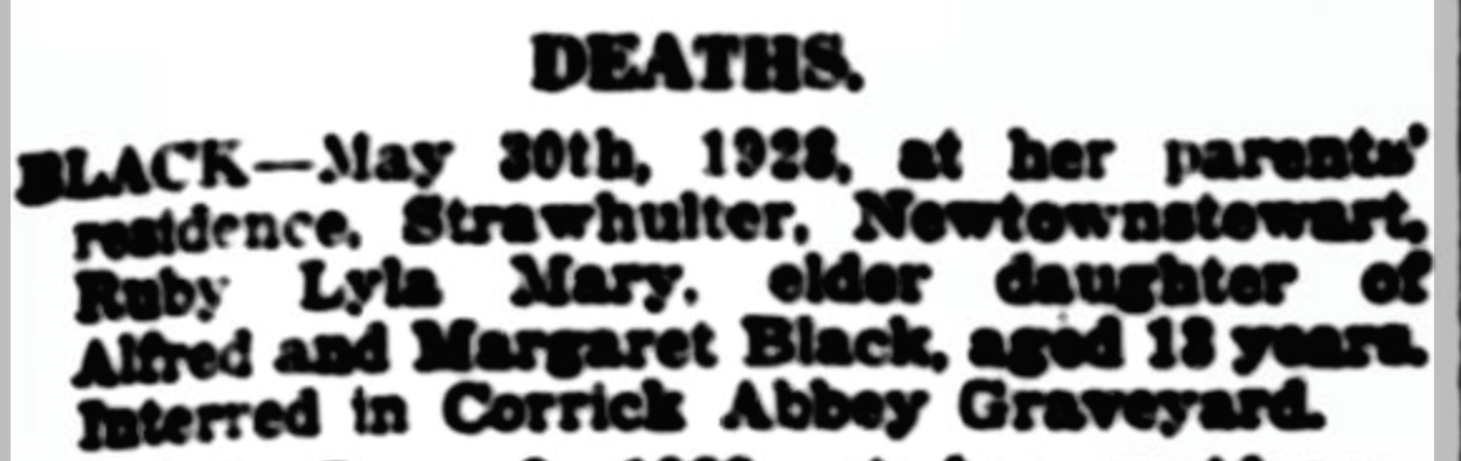 DEATHS.
BLACK—May 30th, 1928, at her parents'
residence, Strawhulter, Newtownstewart,
Ruby Lyla Mary, elder daughter of
Alfred and Margaret Black, aged 13 years.
Interred in Corrick Abbey Graveyard.